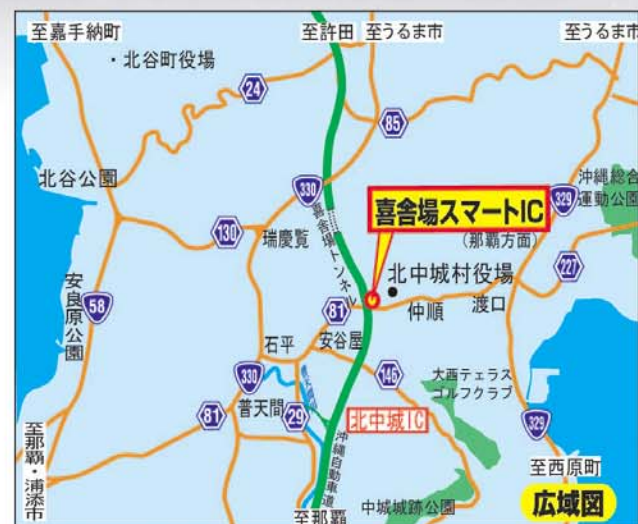 至嘉手納町
至許田
至うるま市
至うるま市
・北谷町役場
24
85
北谷公園
330
喜舎場スマートIC
329
沖縄総合
運動公園
(那覇方面)
130
瑞慶覧
喜舎場トンネル
北中城村役場
227
58
安良原公園
81
仲順
渡口
石平
安谷屋
330
146
大西テェラス
ゴルフクラブ
81
普天間
29
北中城IC
329
沖縄自動車道
至那覇・浦添市
至那覇
中城城跡公園
至西原町
広域図